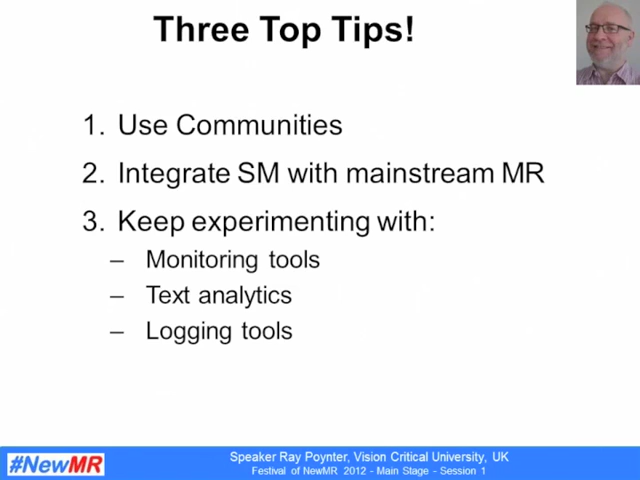 Three Top Tips!
1. Use Communities
2. Integrate SM with mainstream MR
3. Keep experimenting with:
– Monitoring tools
– Text analytics
– Logging tools
#NewMR
Speaker Ray Poynter, Vision Critical University, UK
Festival of NewMR 2012 - Main Stage - Session 1